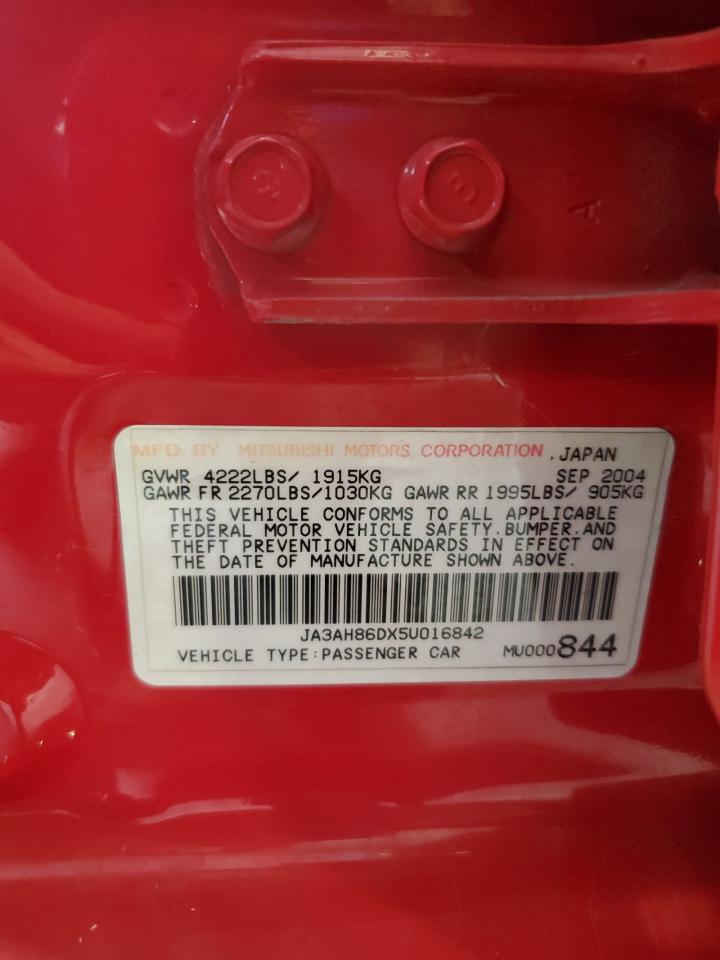 8
A
MFD. BY MITSUBISHI MOTORS CORPORATION, JAPAN
GVWR 4222LBS/ 1915KG SEP 2004
GAWR FR 2270LBS/1030KG GAWR RR 1995LBS/ 905KG
THIS VEHICLE CONFORMS TO ALL APPLICABLE
FEDERAL MOTOR VEHICLE SAFETY.BUMPER.AND
THEFT PREVENTION STANDARDS IN EFFECT ON
THE DATE OF MANUFACTURE SHOWN ABOVE.
JA3AH86DX5U016842
VEHICLE TYPE:PASSENGER CAR MU000844